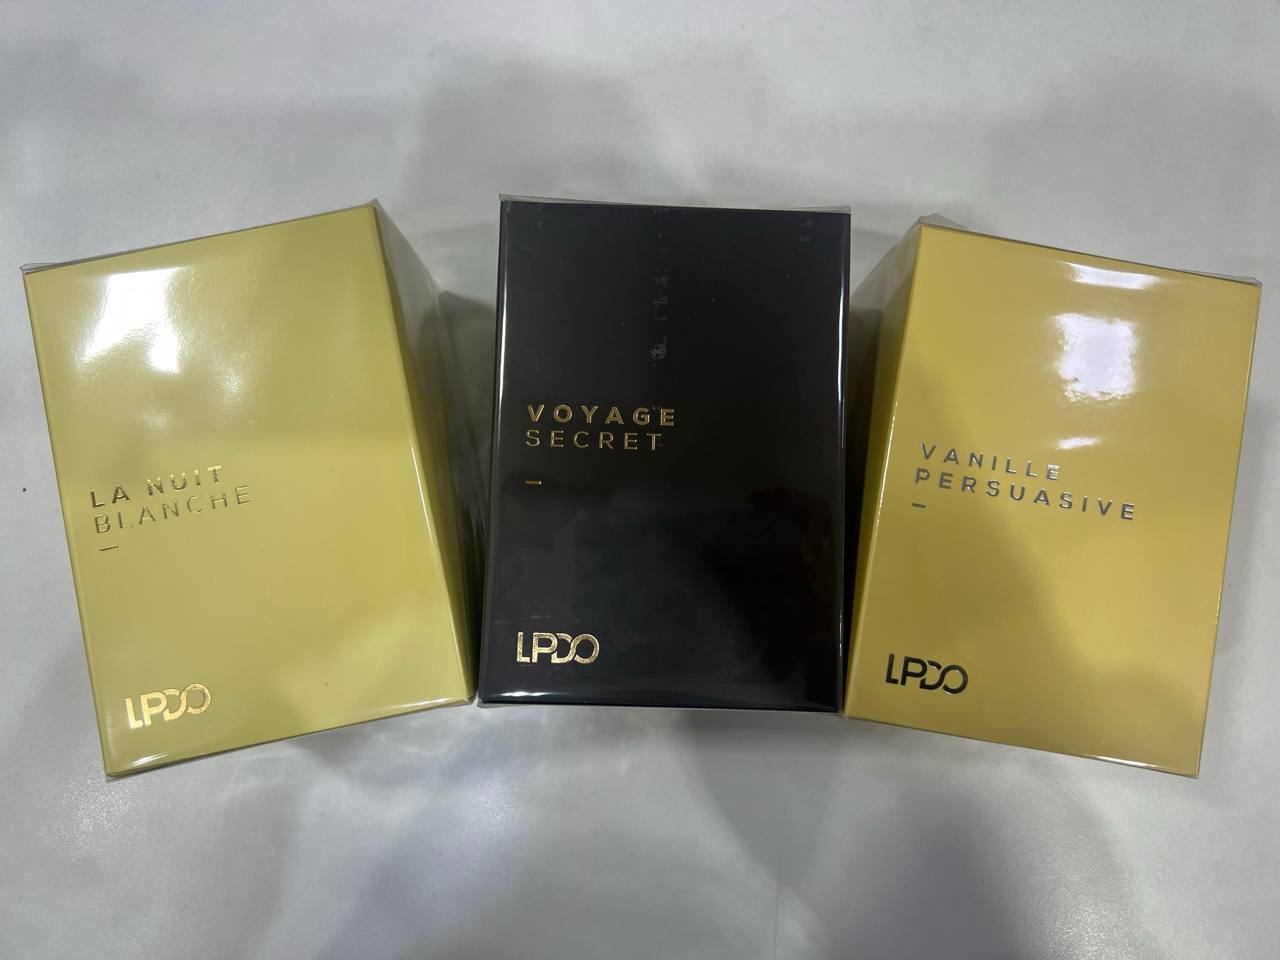 LA NUIT
BLANCHE
LPDO
VOYAGE
SECRET
LPDO
VANILLE
PERSUASIVE
LPDO